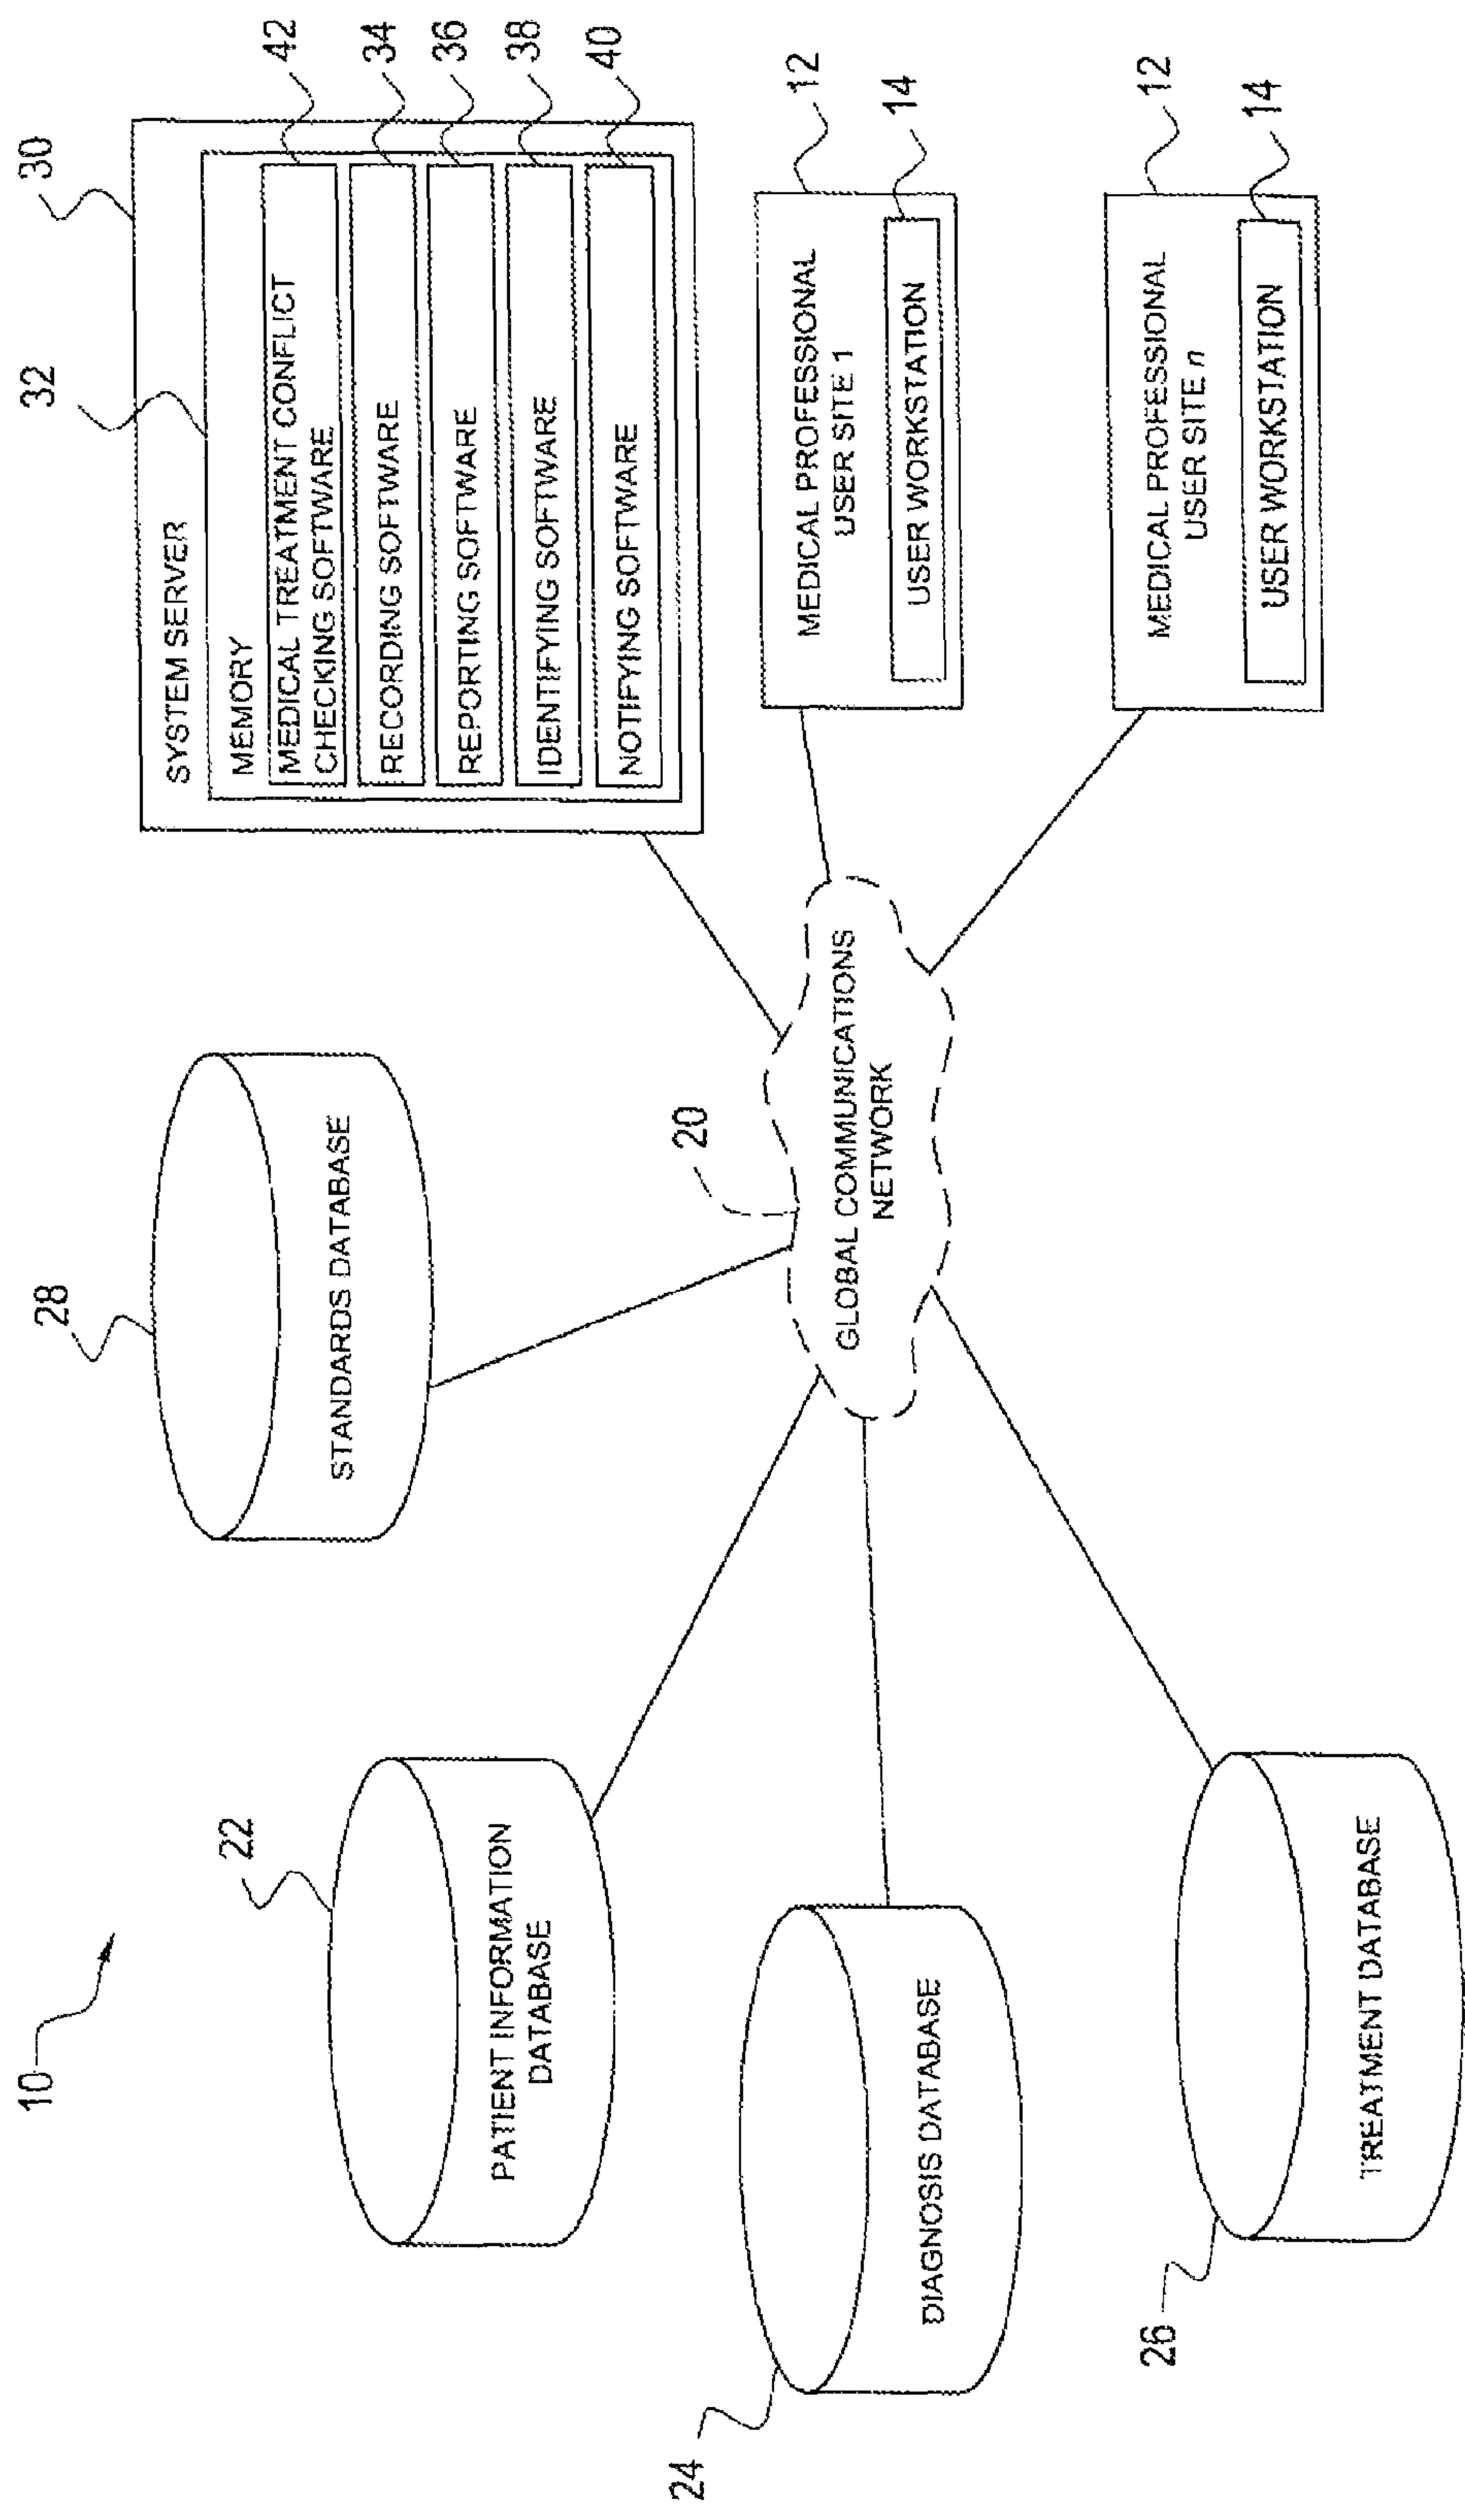 10
22
PATIENT INFORMATION
DATABASE
24
DIAGNOSIS DATABASE
26
TREATMENT DATABASE
28
STANDARDS DATABASE
20
GLOBAL COMMUNICATIONS
NETWORK
30
32
SYSTEM SERVER
MEMORY
MEDICAL TREATMENT CONFLICT
CHECKING SOFTWARE
42
RECORDING SOFTWARE
34
REPORTING SOFTWARE
36
IDENTIFYING SOFTWARE
38
NOTIFYING SOFTWARE
40
MEDICAL PROFESSIONAL
USER SITE 1
12
USER WORKSTATION
14
MEDICAL PROFESSIONAL
USER SITE n
12
USER WORKSTATION
14